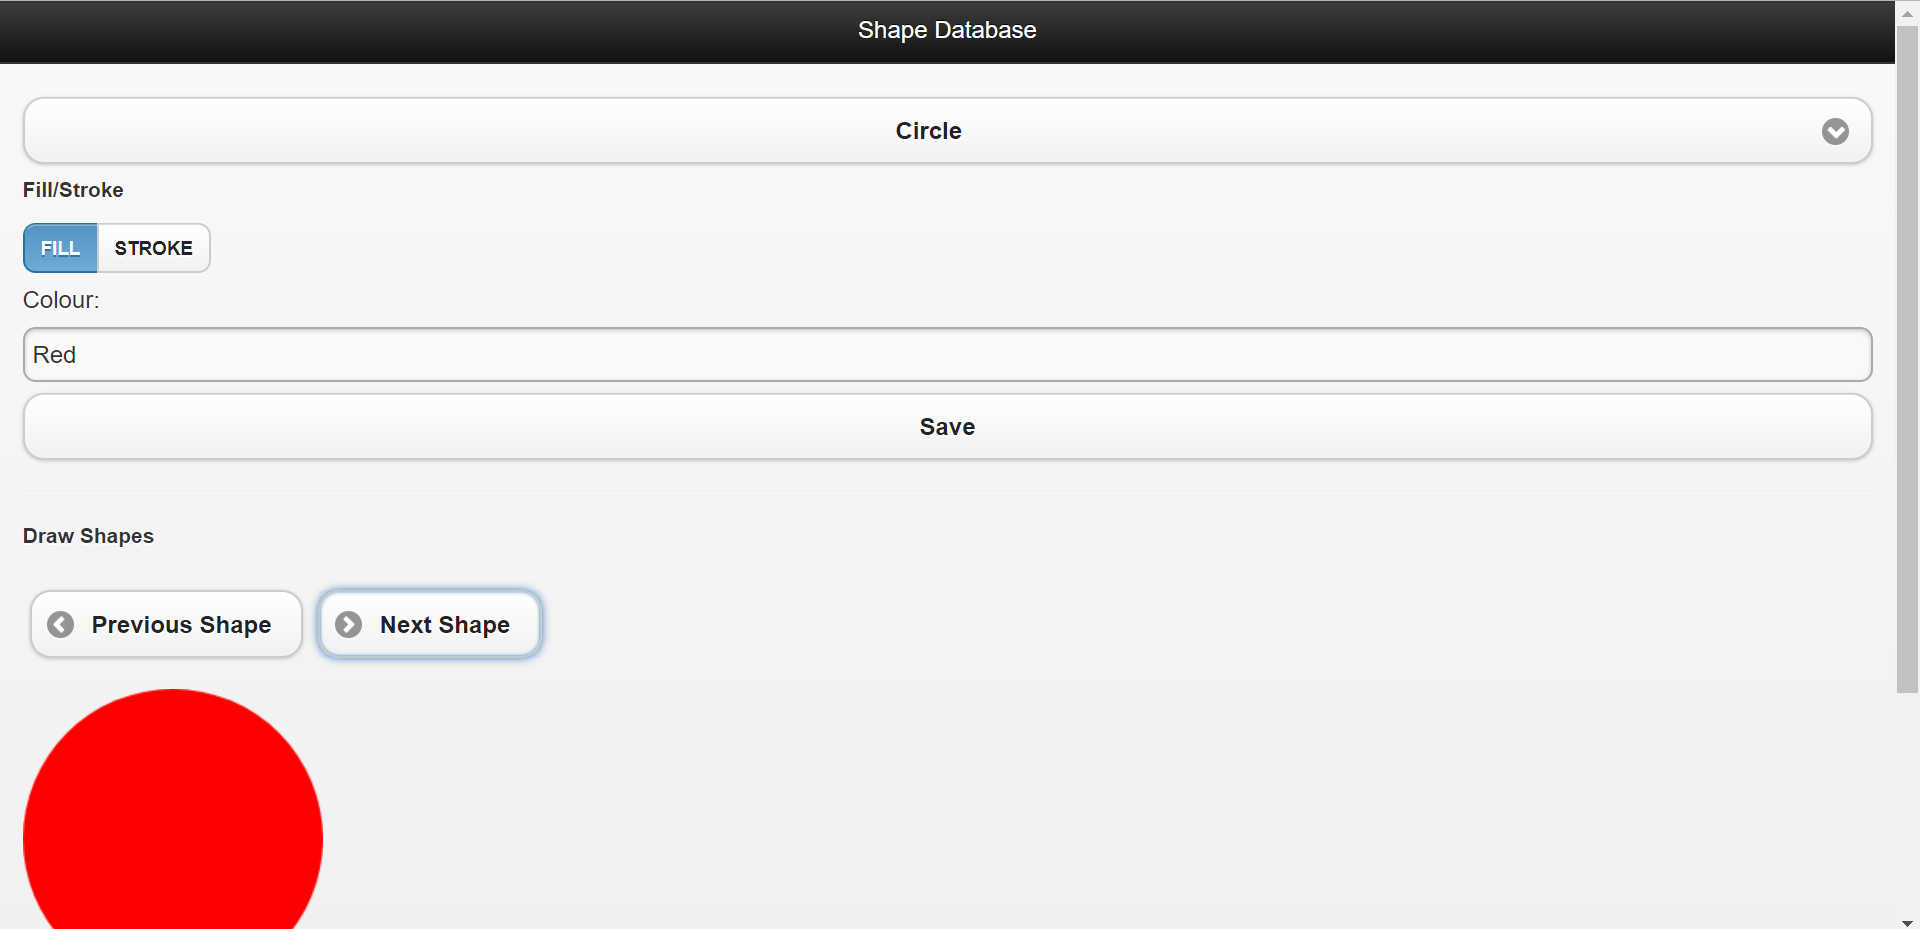 Shape Database
Circle
Fill/Stroke
FILL STROKE
Colour:
Red
Save
Draw Shapes
Previous Shape Next Shape